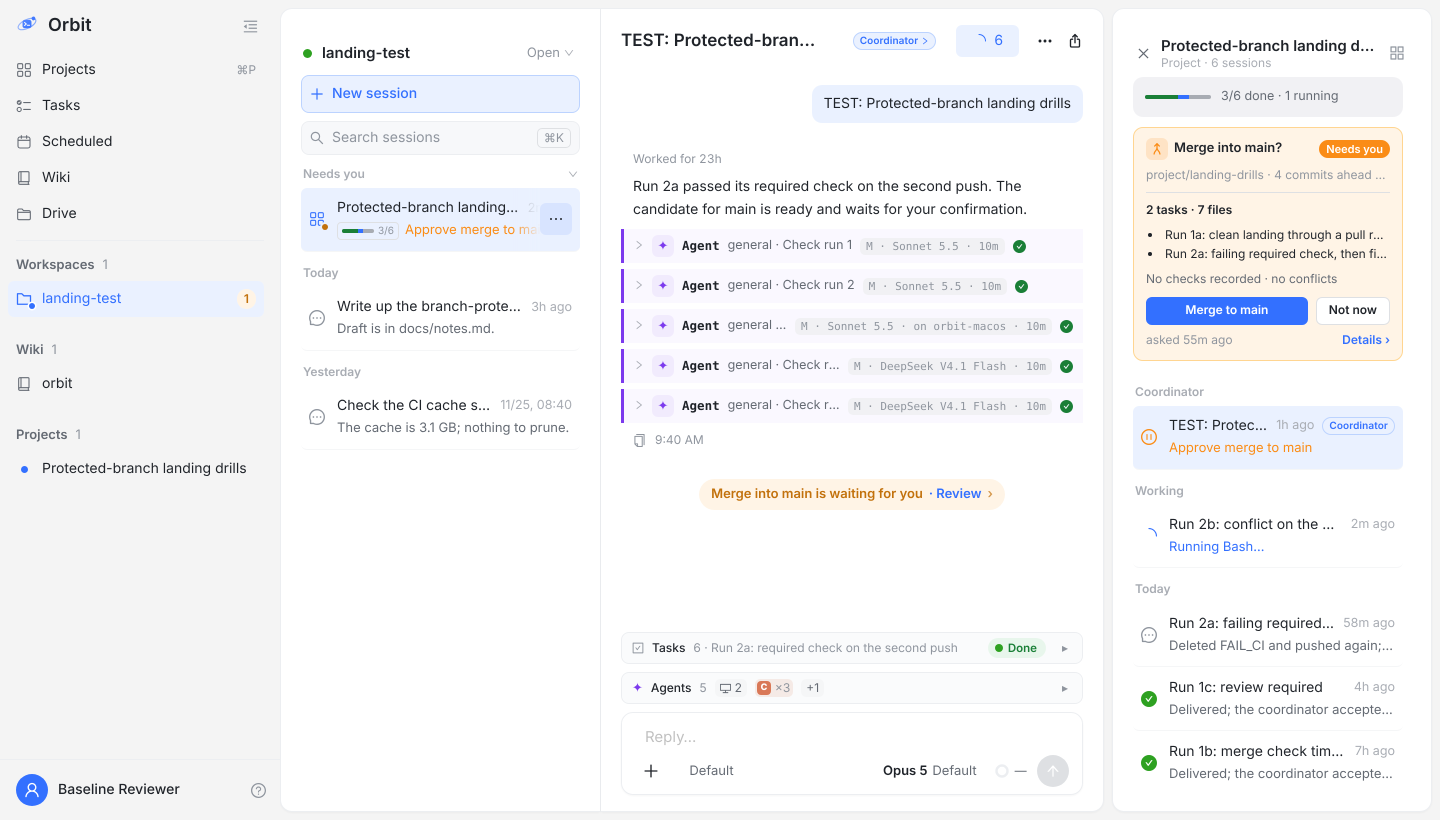 Orbit
Projects ⌘P
Tasks
Scheduled
Wiki
Drive
Workspaces 1
landing-test 1
Wiki 1
orbit
Projects 1
Protected-branch landing drills
Baseline Reviewer
landing-test Open
New session
Search sessions ⌘K
Needs you
Protected-branch landing...
3/6 Approve merge to ma
Today
Write up the branch-prote... 3h ago
Draft is in docs/notes.md.
Yesterday
Check the CI cache s... 11/25, 08:40
The cache is 3.1 GB; nothing to prune.
TEST: Protected-bran... Coordinator › 6
TEST: Protected-branch landing drills
Worked for 23h
Run 2a passed its required check on the second push. The
candidate for main is ready and waits for your confirmation.
Agent general · Check run 1 M · Sonnet 5.5 · 10m
Agent general · Check run 2 M · Sonnet 5.5 · 10m
Agent general ... M · Sonnet 5.5 · on orbit-macos · 10m
Agent general · Check r... M · DeepSeek V4.1 Flash · 10m
Agent general · Check r... M · DeepSeek V4.1 Flash · 10m
9:40 AM
Merge into main is waiting for you · Review ›
Tasks 6 · Run 2a: required check on the second push Done
Agents 5 2 C ×3 +1
Reply...
Default Opus 5 Default —
Protected-branch landing d...
Project · 6 sessions
3/6 done · 1 running
Merge into main? Needs you
project/landing-drills · 4 commits ahead ...
2 tasks · 7 files
• Run 1a: clean landing through a pull r...
• Run 2a: failing required check, then fi...
No checks recorded · no conflicts
Merge to main Not now
asked 55m ago Details ›
Coordinator
TEST: Protec... 1h ago Coordinator
Approve merge to main
Working
Run 2b: conflict on the ... 2m ago
Running Bash...
Today
Run 2a: failing required... 58m ago
Deleted FAIL_CI and pushed again;...
Run 1c: review required 4h ago
Delivered; the coordinator accepte...
Run 1b: merge check tim... 7h ago
Delivered; the coordinator accepte...